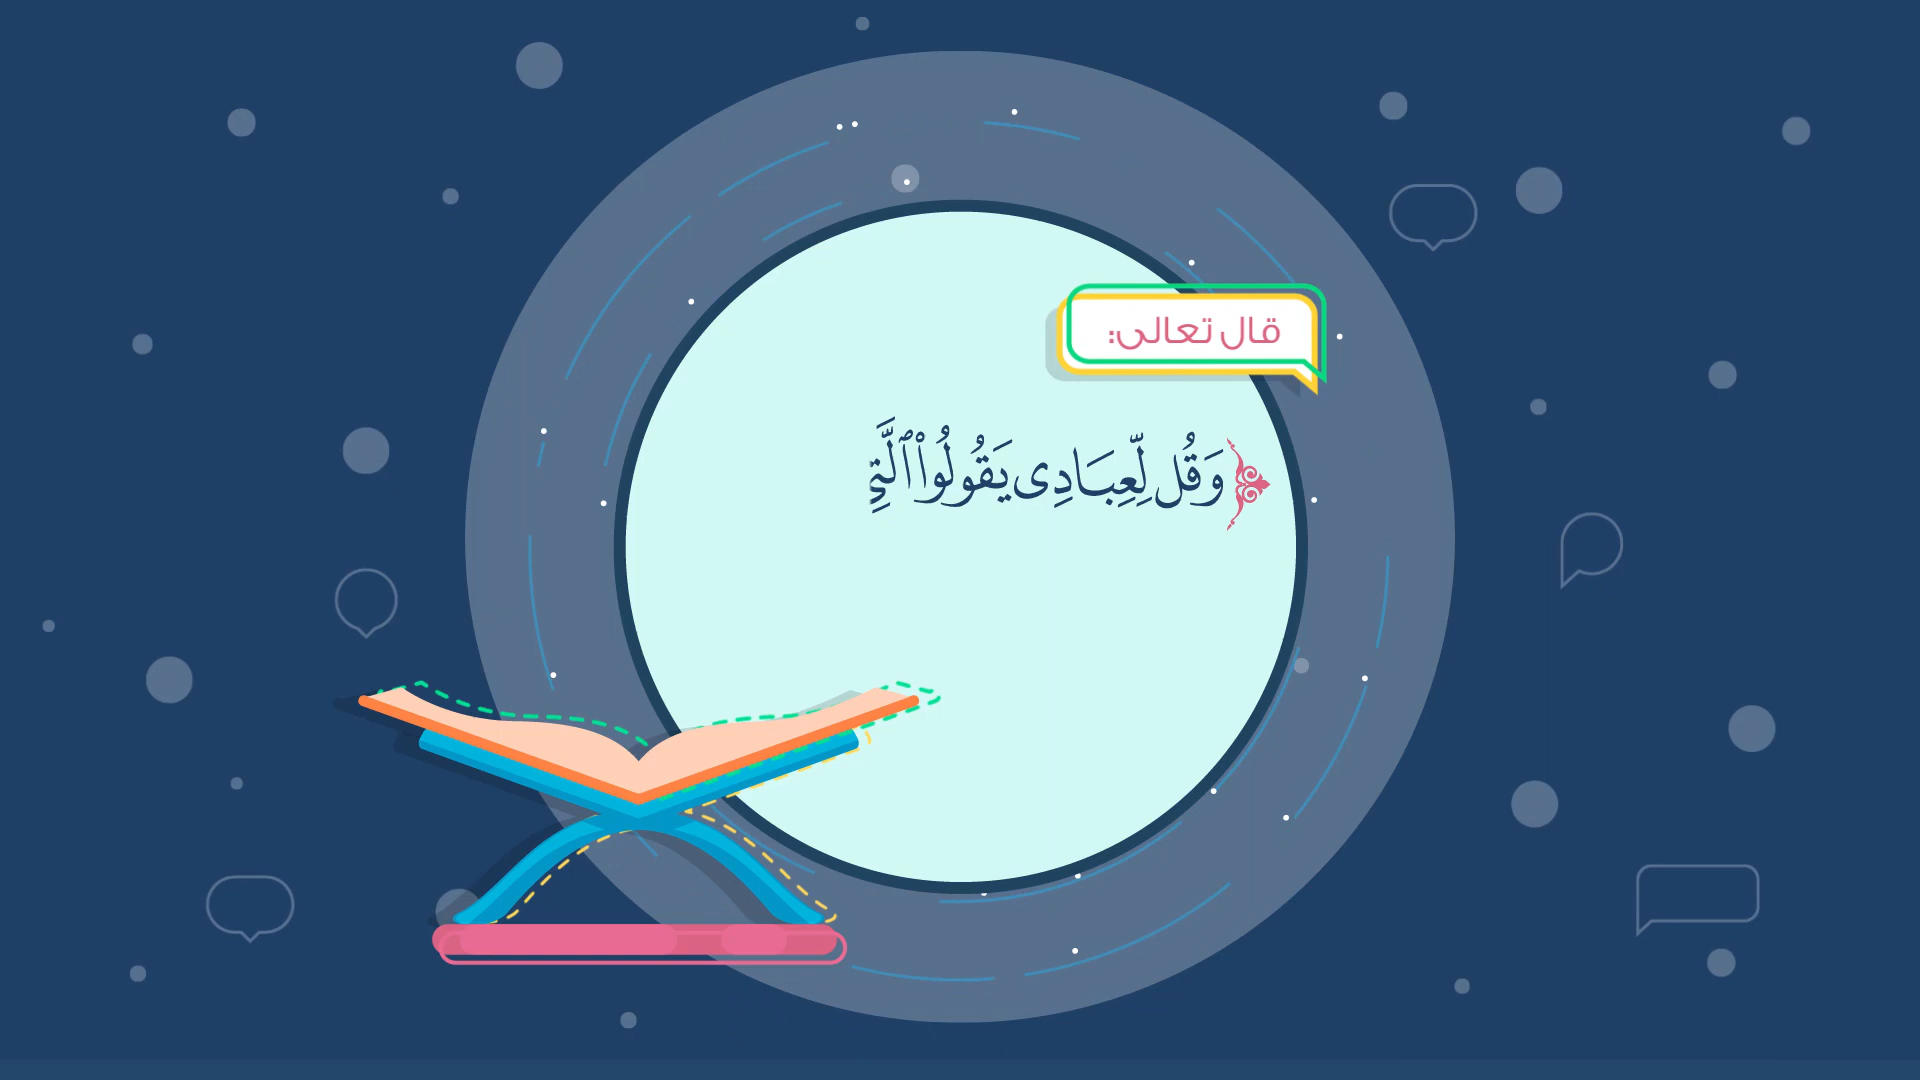 قال تعالى:
﴿وَقُل لِّعِبَادِى يَقُولُوا۟ ٱلَّتِى